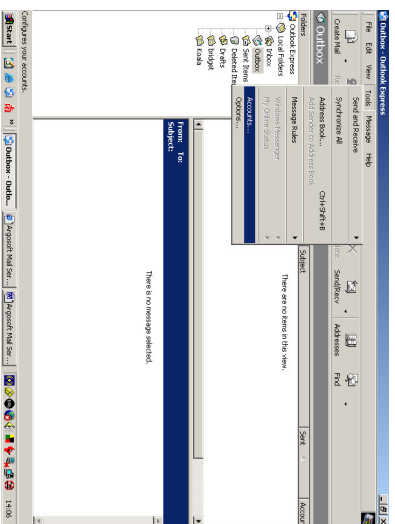 Outbox - Outlook Express
File Edit View Tools Message Help
Create Mail Send/Recv Addresses Find
Outbox
Send and Receive
Synchronize All
Address Book... Ctrl+Shift+B
Add Sender to Address Book
Message Rules
Windows Messenger
My Online Status
Accounts...
Options...
Folders
Outlook Express
Local Folders
Inbox
Outbox
Sent Items
Deleted Ite
Drafts
bridget
Koala
Subject Sent Accoun
There are no items in this view.
From: To:
Subject:
There is no message selected.
Configures your accounts.
Start » Outbox - Outlo... Argosoft Mail Ser... Argosoft Mail Ser... 14:06